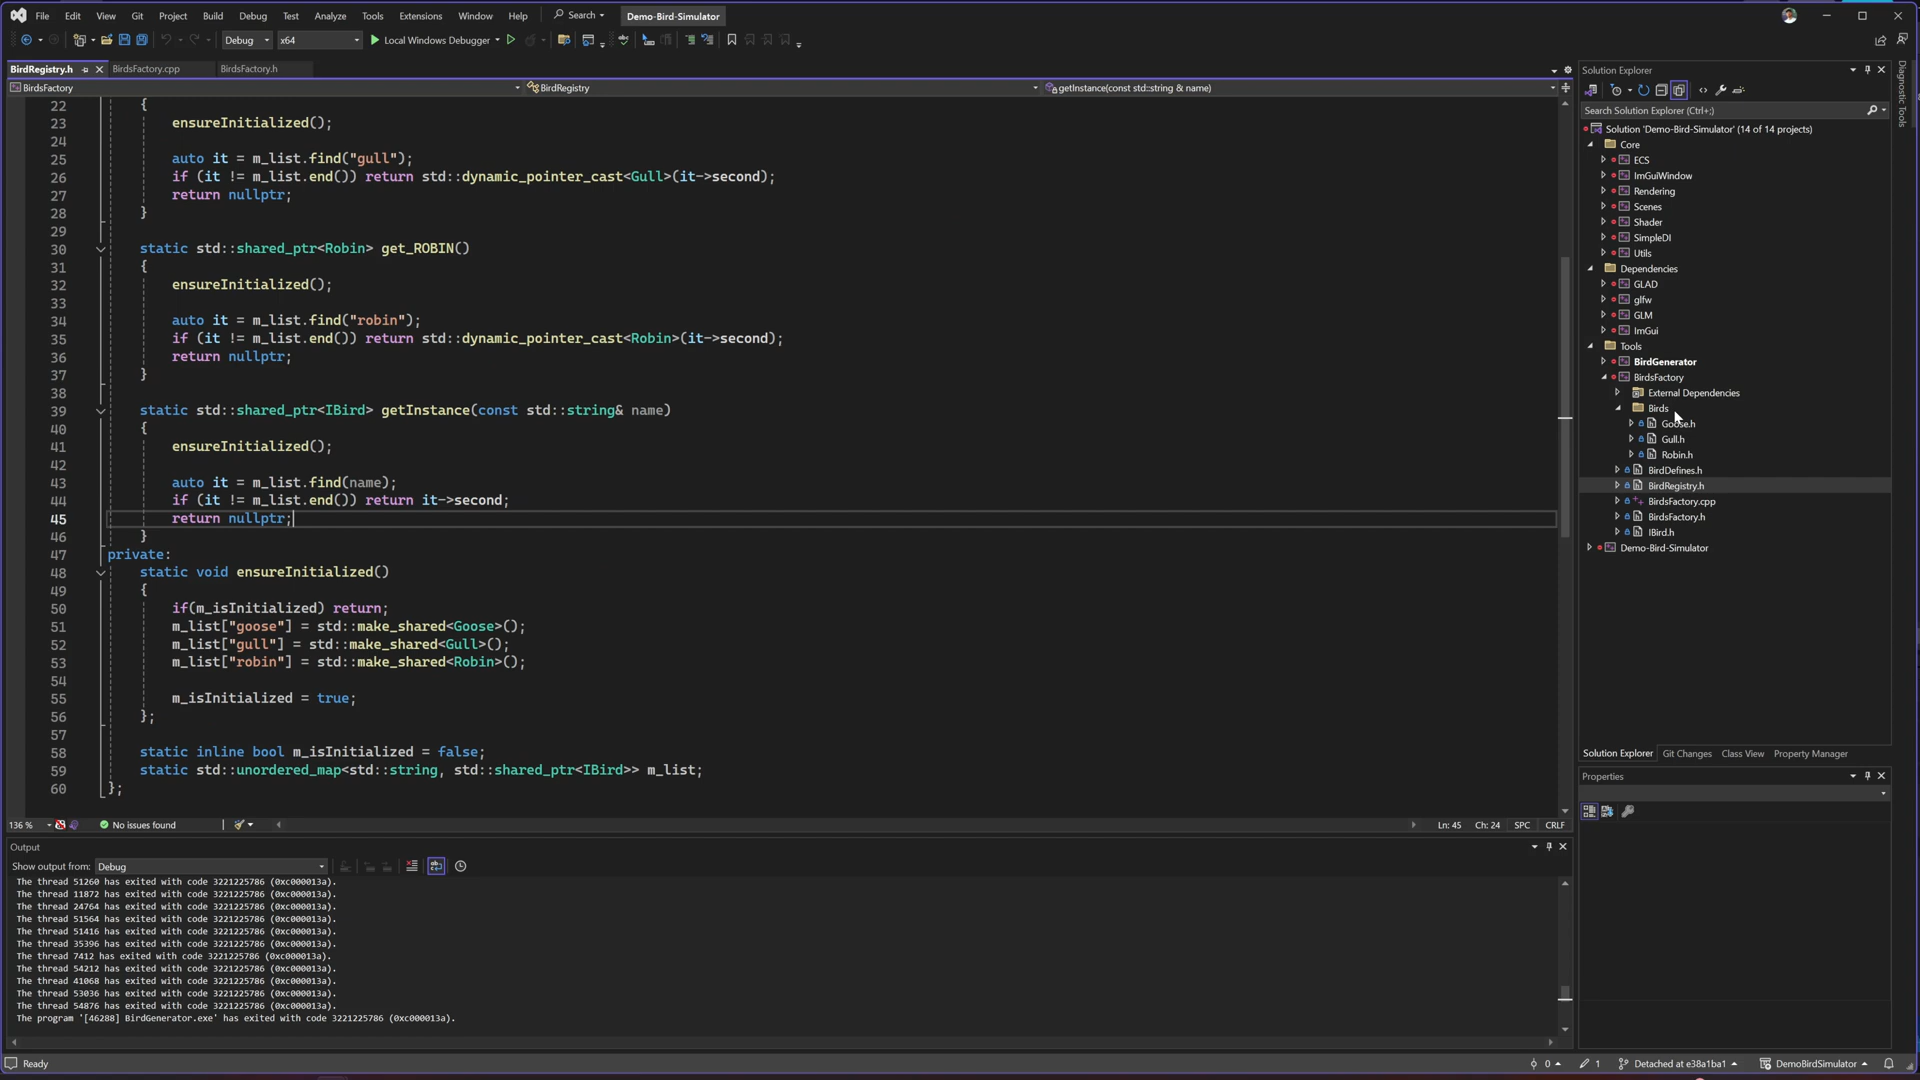 File Edit View Git Project Build Debug Test Analyze Tools Extensions Window Help Search Demo-Bird-Simulator
Debug x64 Local Windows Debugger
BirdRegistry.h BirdsFactory.cpp BirdsFactory.h
BirdsFactory BirdRegistry getInstance(const std::string & name)
22 {
23 ensureInitialized();
24
25 auto it = m_list.find("gull");
26 if (it != m_list.end()) return std::dynamic_pointer_cast<Gull>(it->second);
27 return nullptr;
28 }
29
30 static std::shared_ptr<Robin> get_ROBIN()
31 {
32 ensureInitialized();
33
34 auto it = m_list.find("robin");
35 if (it != m_list.end()) return std::dynamic_pointer_cast<Robin>(it->second);
36 return nullptr;
37 }
38
39 static std::shared_ptr<IBird> getInstance(const std::string& name)
40 {
41 ensureInitialized();
42
43 auto it = m_list.find(name);
44 if (it != m_list.end()) return it->second;
45 return nullptr;
46 }
47 private:
48 static void ensureInitialized()
49 {
50 if(m_isInitialized) return;
51 m_list["goose"] = std::make_shared<Goose>();
52 m_list["gull"] = std::make_shared<Gull>();
53 m_list["robin"] = std::make_shared<Robin>();
54
55 m_isInitialized = true;
56 };
57
58 static inline bool m_isInitialized = false;
59 static std::unordered_map<std::string, std::shared_ptr<IBird>> m_list;
60 };
136 % No issues found Ln: 45 Ch: 24 SPC CRLF
Output
Show output from: Debug
The thread 51260 has exited with code 3221225786 (0xc000013a).
The thread 11872 has exited with code 3221225786 (0xc000013a).
The thread 24764 has exited with code 3221225786 (0xc000013a).
The thread 51564 has exited with code 3221225786 (0xc000013a).
The thread 51416 has exited with code 3221225786 (0xc000013a).
The thread 35396 has exited with code 3221225786 (0xc000013a).
The thread 7412 has exited with code 3221225786 (0xc000013a).
The thread 54212 has exited with code 3221225786 (0xc000013a).
The thread 41068 has exited with code 3221225786 (0xc000013a).
The thread 53036 has exited with code 3221225786 (0xc000013a).
The thread 54876 has exited with code 3221225786 (0xc000013a).
The program '[46288] BirdGenerator.exe' has exited with code 3221225786 (0xc000013a).
Solution Explorer
Search Solution Explorer (Ctrl+;)
Solution 'Demo-Bird-Simulator' (14 of 14 projects)
Core
ECS
ImGuiWindow
Rendering
Scenes
Shader
SimpleDI
Utils
Dependencies
GLAD
glfw
GLM
ImGui
Tools
BirdGenerator
BirdsFactory
External Dependencies
Birds
Goose.h
Gull.h
Robin.h
BirdDefines.h
BirdRegistry.h
BirdsFactory.cpp
BirdsFactory.h
IBird.h
Demo-Bird-Simulator
Solution Explorer Git Changes Class View Property Manager
Properties
Diagnostic Tools
Ready 0 1 Detached at e38a1ba1 DemoBirdSimulator